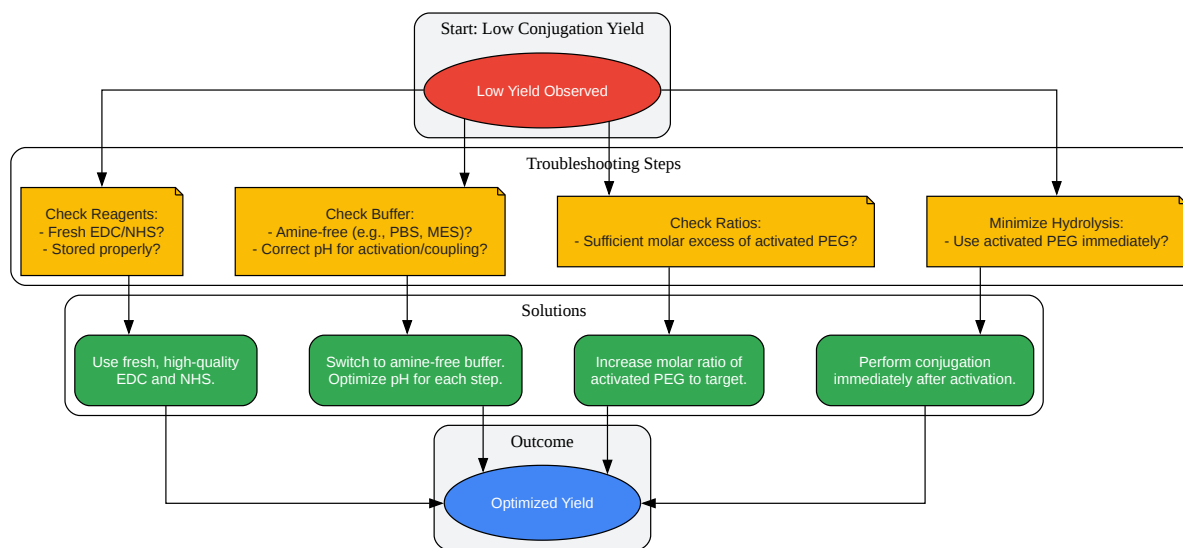 Start: Low Conjugation Yield
Low Yield Observed
Troubleshooting Steps
Check Reagents:
- Fresh EDC/NHS?
- Stored properly?
Check Buffer:
- Amine-free (e.g., PBS, MES)?
- Correct pH for activation/coupling?
Check Ratios:
- Sufficient molar excess of activated PEG?
Minimize Hydrolysis:
- Use activated PEG immediately?
Solutions
Use fresh, high-quality
EDC and NHS.
Switch to amine-free buffer.
Optimize pH for each step.
Increase molar ratio of
activated PEG to target.
Perform conjugation
immediately after activation.
Outcome
Optimized Yield